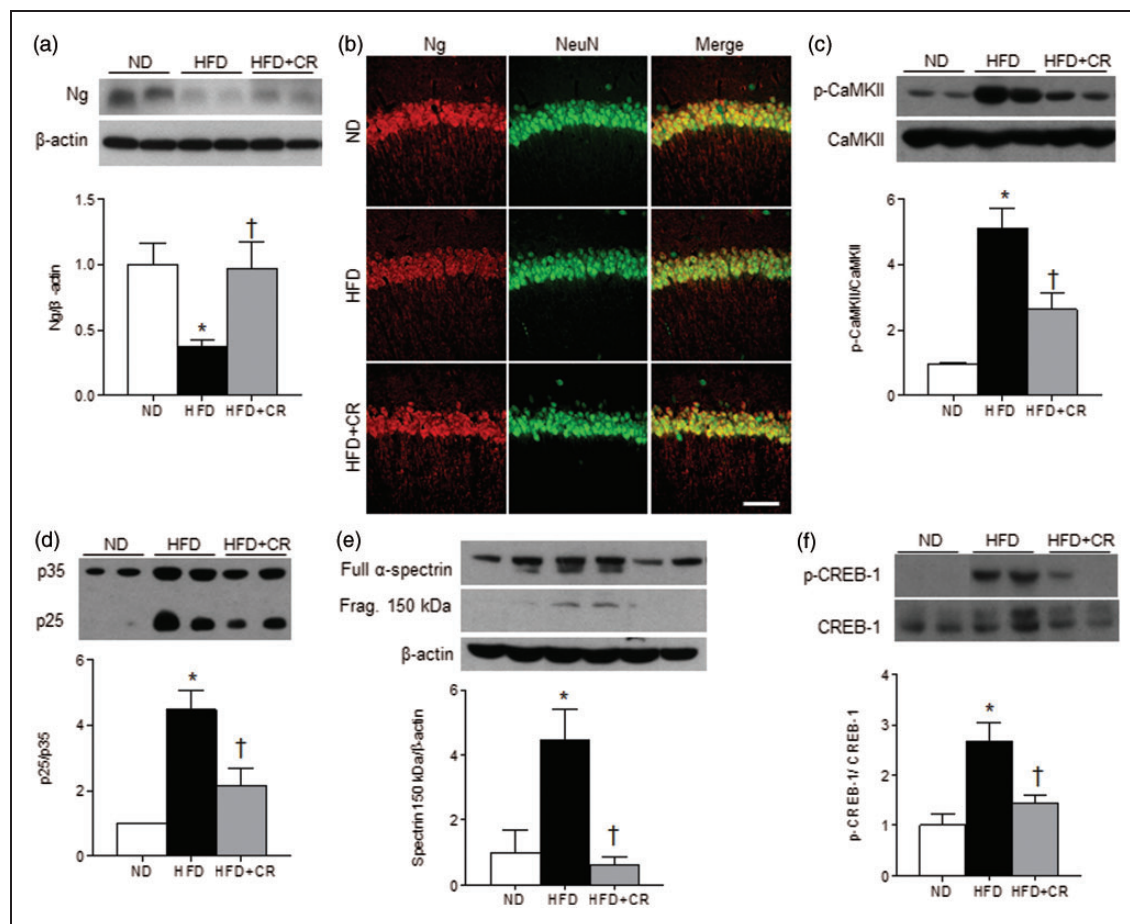 (a)
ND HFD HFD+CR
Ng
β-actin
1.5
1.0
0.5
0.0
Ng/β-actin
*
†
ND HFD HFD+CR
(b)
Ng NeuN Merge
ND
HFD
HFD+CR
(c)
ND HFD HFD+CR
p-CaMKII
CaMKII
6
4
2
0
p-CaMKII/CaMKII
*
†
ND HFD HFD+CR
(d)
ND HFD HFD+CR
p35
p25
6
4
2
0
p25/p35
*
†
ND HFD HFD+CR
(e)
Full α-spectrin
Frag. 150 kDa
β-actin
6
4
2
0
Spectrin 150 kDa/β-actin
*
†
ND HFD HFD+CR
(f)
ND HFD HFD+CR
p-CREB-1
CREB-1
4
3
2
1
0
p-CREB-1/ CREB-1
*
†
ND HFD HFD+CR